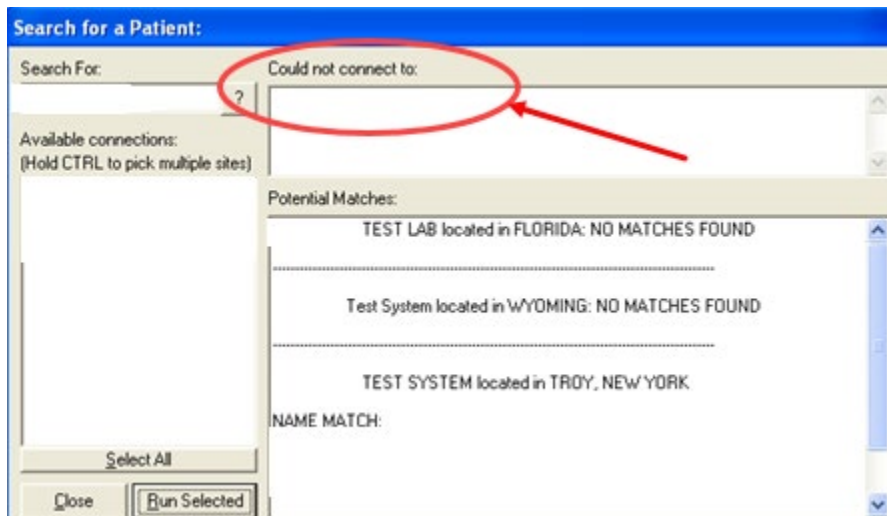 Search for a Patient:
Search For:
?
Available connections:
(Hold CTRL to pick multiple sites)
Select All
Close
Run Selected
Could not connect to:
Potential Matches:
TEST LAB located in FLORIDA: NO MATCHES FOUND
Test System located in WYOMING: NO MATCHES FOUND
TEST SYSTEM located in TROY, NEW YORK
NAME MATCH: